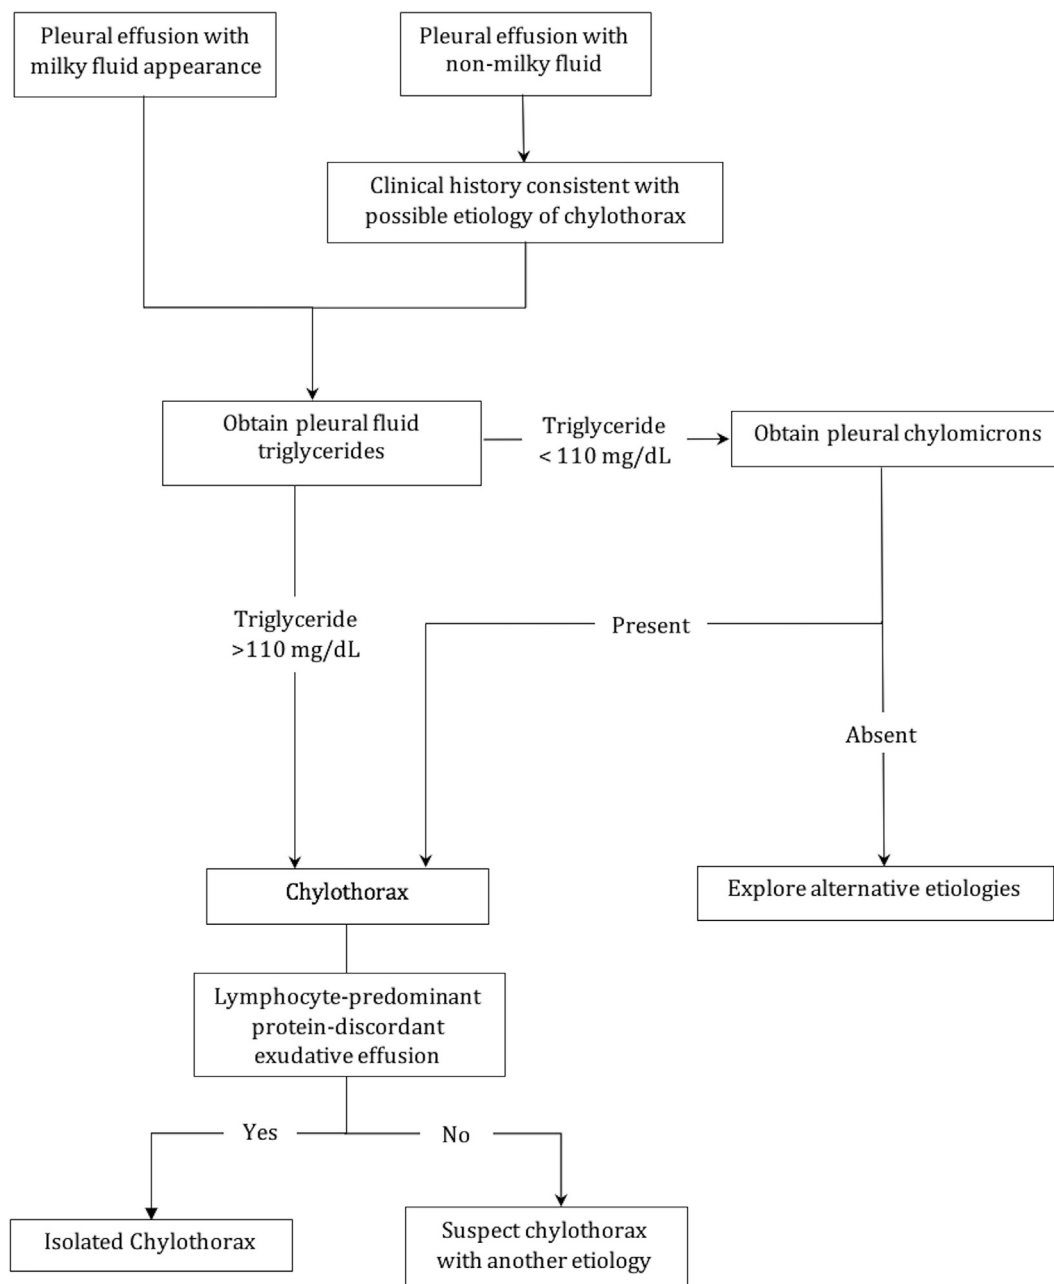 Pleural effusion with
milky fluid appearance
Pleural effusion with
non-milky fluid
Clinical history consistent with
possible etiology of chylothorax
Obtain pleural fluid
triglycerides
Triglyceride
< 110 mg/dL
Obtain pleural chylomicrons
Triglyceride
>110 mg/dL
Present
Absent
Chylothorax
Explore alternative etiologies
Lymphocyte-predominant
protein-discordant
exudative effusion
Yes
No
Isolated Chylothorax
Suspect chylothorax
with another etiology